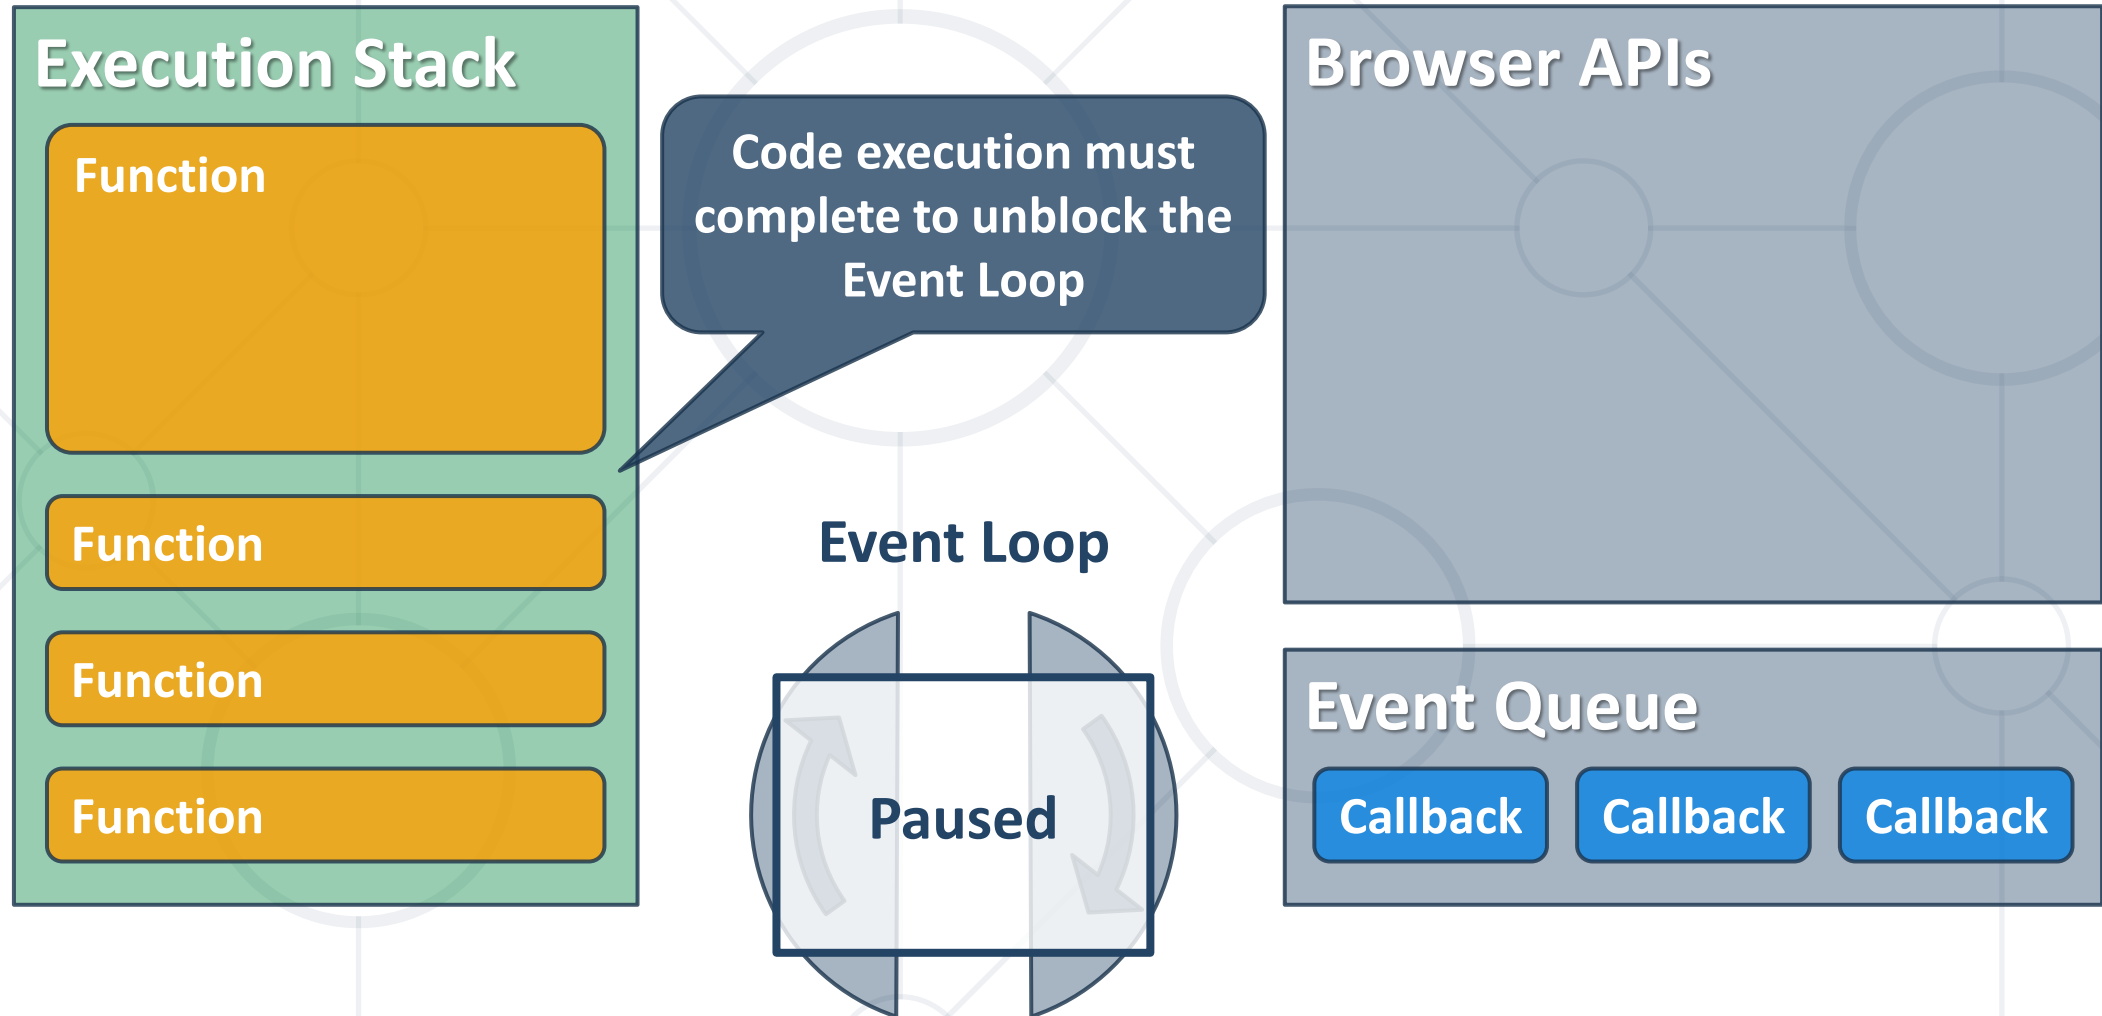 Execution Stack
Function
Function
Function
Function
Code execution must
complete to unblock the
Event Loop
Event Loop
Paused
Browser APIs
Event Queue
Callback
Callback
Callback